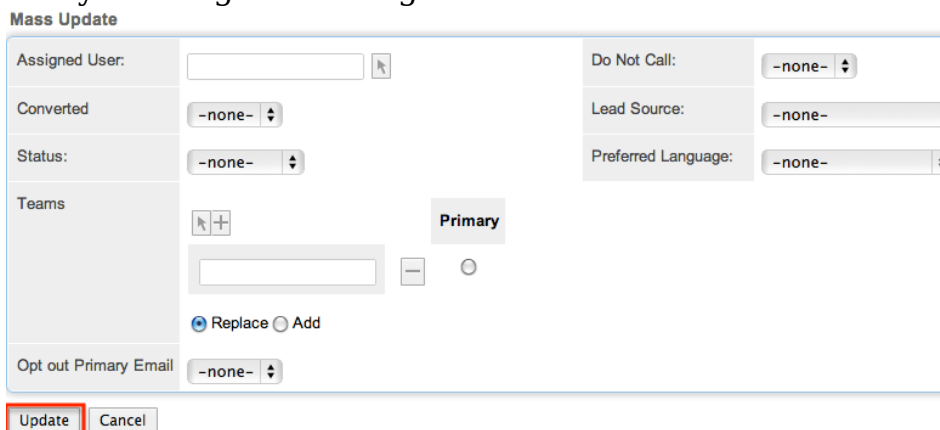 Mass Update
Assigned User:
Do Not Call: -none-
Converted -none-
Lead Source: -none-
Status: -none-
Preferred Language: -none-
Teams
Primary
Replace Add
Opt out Primary Email -none-
Update Cancel